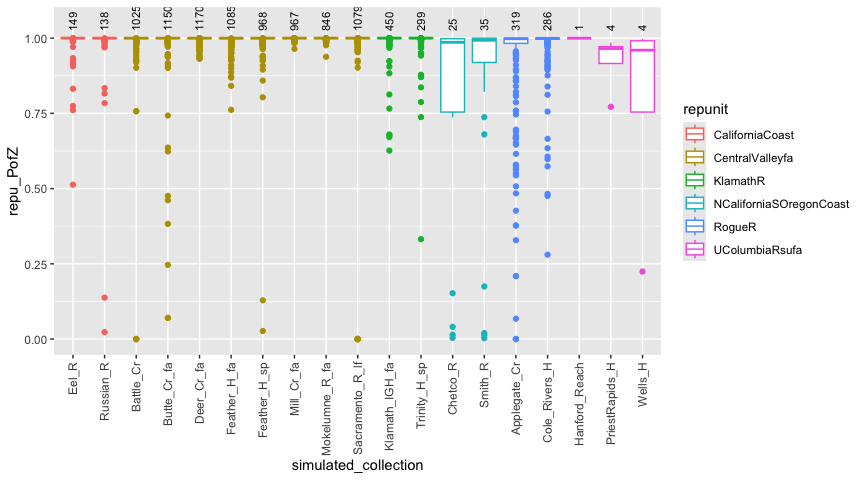 149 138 1025 1150 1170 1085 968 967 846 1079 450 299 25 35 319 286 1 4 4
1.00
0.75
0.50
0.25
0.00
repu_PofZ
Eel_R Russian_R Battle_Cr Butte_Cr_fa Deer_Cr_fa Feather_H_fa Feather_H_sp Mill_Cr_fa Mokelumne_R_fa Sacramento_R_lf Klamath_IGH_fa Trinity_H_sp Chetco_R Smith_R Applegate_Cr Cole_Rivers_H Hanford_Reach PriestRapids_H Wells_H
simulated_collection
repunit
CaliforniaCoast
CentralValleyfa
KlamathR
NCaliforniaSOregonCoast
RogueR
UColumbiaRsufa